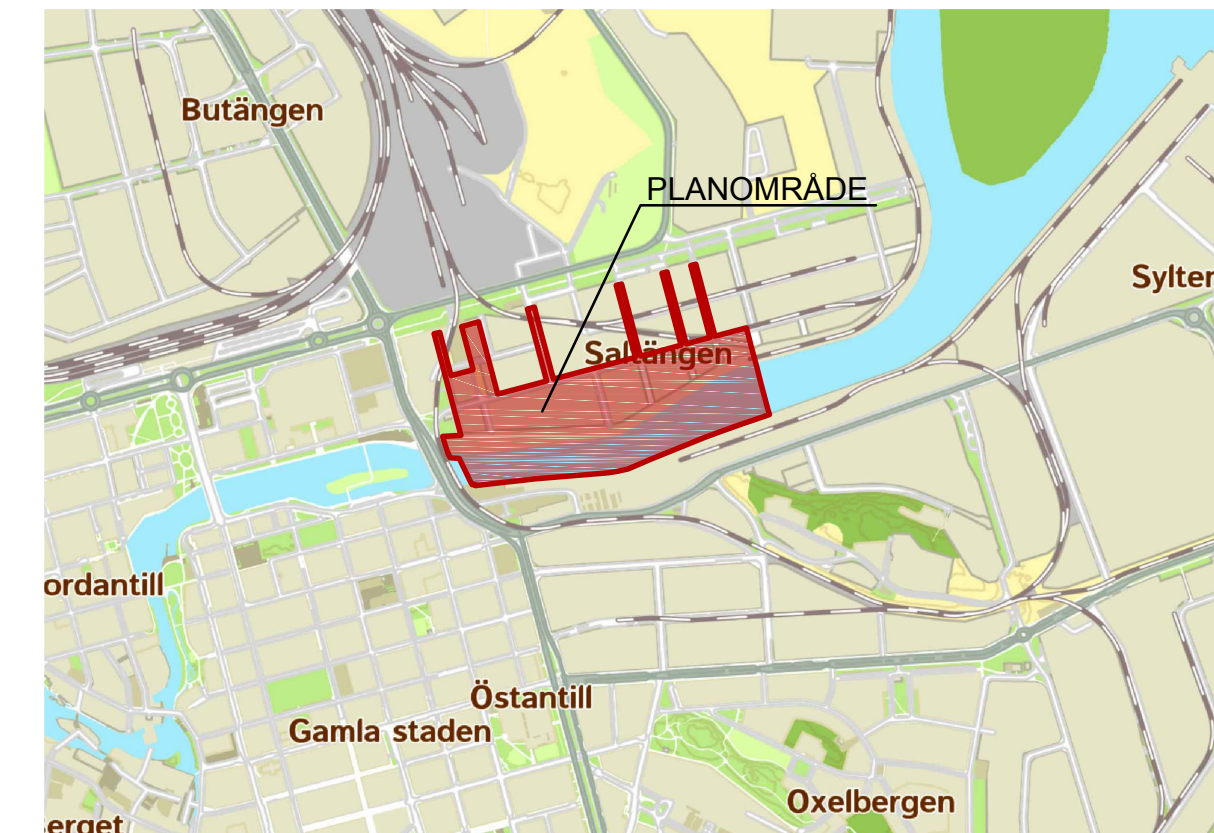 Butängen
PLANOMRÅDE
Sylten
Saltängen
ordantill
Östantill
Gamla staden
Oxelbergen
erget